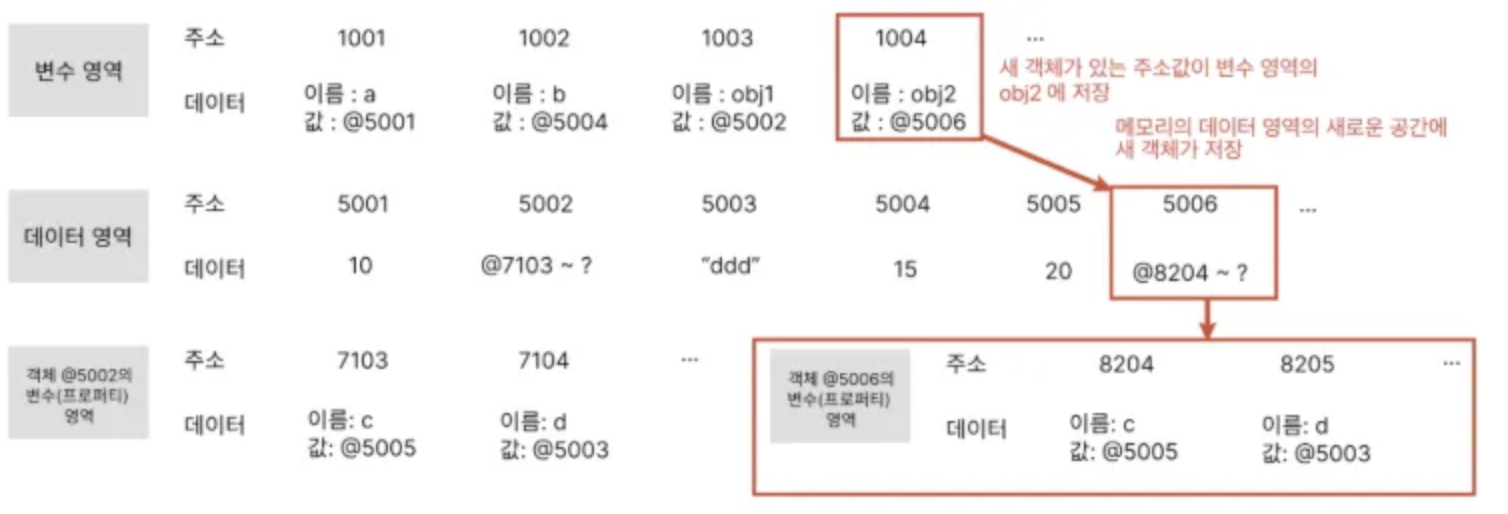 변수 영역
주소 1001 1002 1003 1004 ...
데이터 이름 : a 이름 : b 이름 : obj1 이름 : obj2
값 : @5001 값 : @5004 값 : @5002 값 : @5006
새 객체가 있는 주소값이 변수 영역의
obj2 에 저장
메모리의 데이터 영역의 새로운 공간에
새 객체가 저장
데이터 영역
주소 5001 5002 5003 5004 5005 5006 ...
데이터 10 @7103 ~ ? “ddd” 15 20 @8204 ~ ?
객체 @5002의
변수(프로퍼티)
영역
주소 7103 7104 ...
데이터 이름: c 이름: d
값: @5005 값: @5003
객체 @5006의
변수(프로퍼티)
영역
주소 8204 8205 ...
데이터 이름: c 이름: d
값: @5005 값: @5003